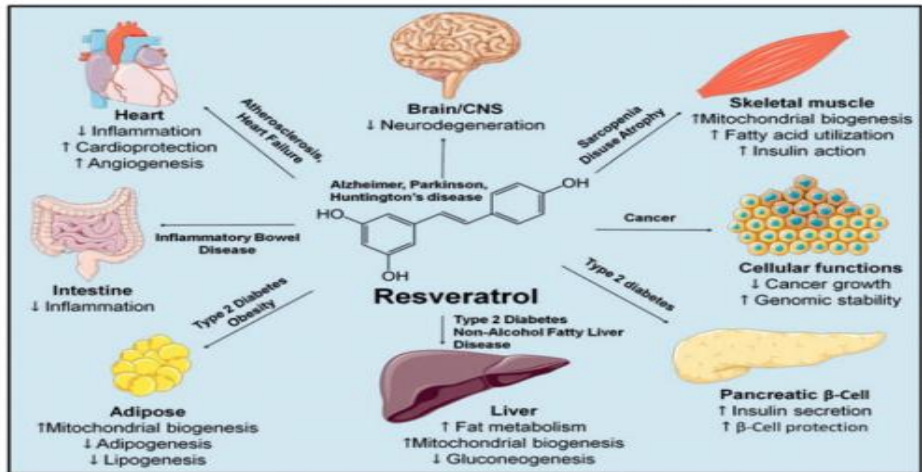 Heart
↓ Inflammation
↑ Cardioprotection
↑ Angiogenesis
Atherosclerosis,
Heart Failure
Brain/CNS
↓ Neurodegeneration
Alzheimer, Parkinson,
Huntington's disease
Sarcopenia
Disuse Atrophy
Skeletal muscle
↑Mitochondrial biogenesis
↑ Fatty acid utilization
↑ Insulin action
Intestine
↓ Inflammation
Inflammatory Bowel
Disease
HO
OH
OH
Resveratrol
Cancer
Cellular functions
↓ Cancer growth
↑ Genomic stability
Type 2 Diabetes
Obesity
Adipose
↑Mitochondrial biogenesis
↓ Adipogenesis
↓ Lipogenesis
Type 2 Diabetes
Non-Alcohol Fatty Liver
Disease
Liver
↑ Fat metabolism
↑Mitochondrial biogenesis
↓ Gluconeogenesis
Type 2 diabetes
Pancreatic β-Cell
↑ Insulin secretion
↑ β-Cell protection